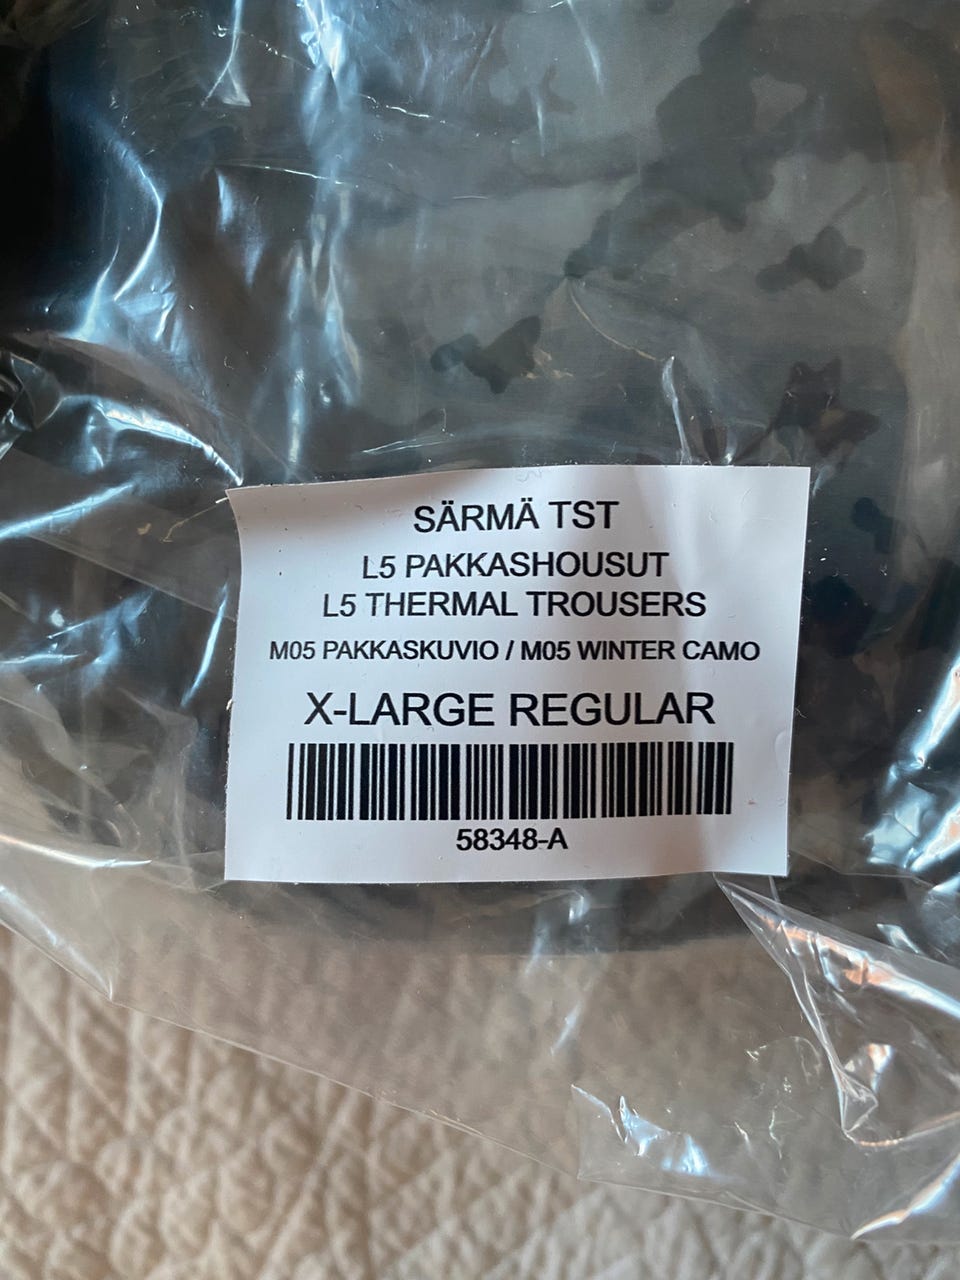 SÄRMÄ TST
L5 PAKKASHOUSUT
L5 THERMAL TROUSERS
M05 PAKKASKUVIO / M05 WINTER CAMO
X-LARGE REGULAR
58348-A